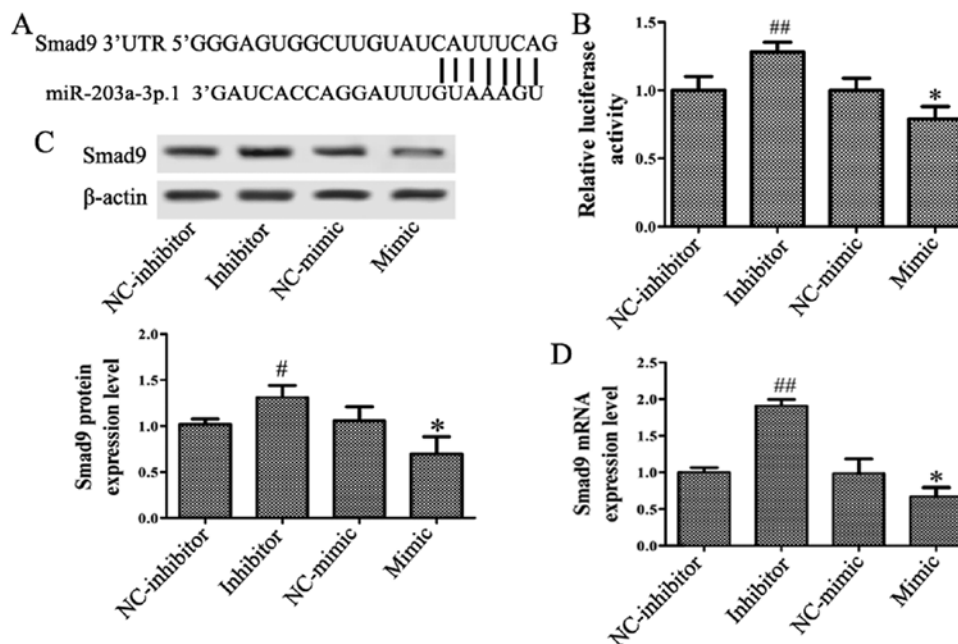 A
Smad9 3’UTR 5’GGGAGUGGCUUGUAUCAUUUCAG
miR-203a-3p.1 3’GAUCACCAGGAUUUGUAAAGU
B
Relative luciferase
activity
1.5
1.0
0.5
0.0
##
*
NC-inhibitor
Inhibitor
NC-mimic
Mimic
C
Smad9
β-actin
NC-inhibitor
Inhibitor
NC-mimic
Mimic
Smad9 protein
expression level
2.0
1.5
1.0
0.5
0.0
#
*
NC-inhibitor
Inhibitor
NC-mimic
Mimic
D
Smad9 mRNA
expression level
2.5
2.0
1.5
1.0
0.5
0.0
##
*
NC-inhibitor
Inhibitor
NC-mimic
Mimic